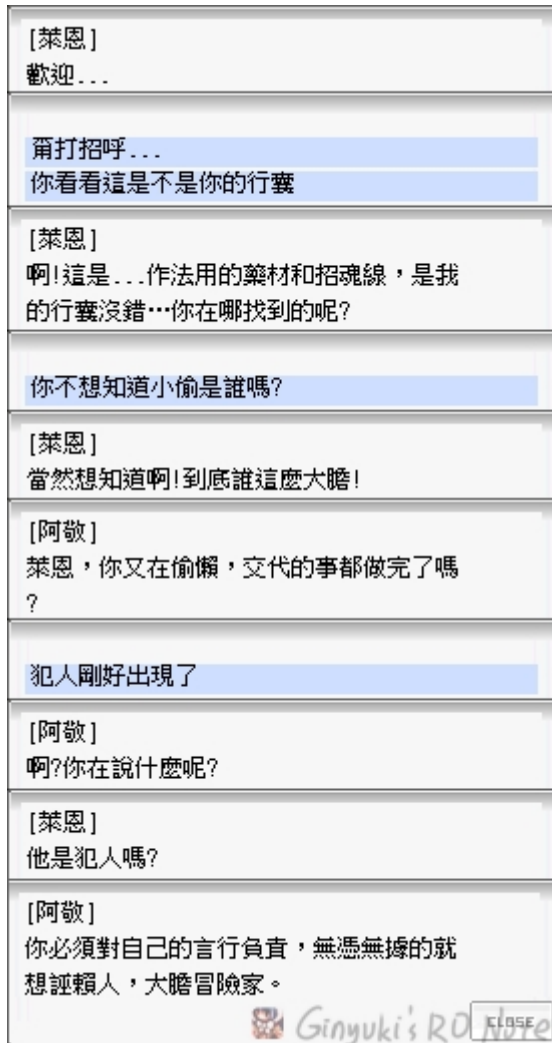 [萊恩]
歡迎...
甭打招呼...
你看看這是不是你的行囊
[萊恩]
啊!這是...作法用的藥材和招魂線，是我
的行囊沒錯…你在哪找到的呢?
你不想知道小偷是誰嗎?
[萊恩]
當然想知道啊!到底誰這麼大膽!
[阿敬]
萊恩，你又在偷懶，交代的事都做完了嗎
?
犯人剛好出現了
[阿敬]
啊?你在說什麼呢?
[萊恩]
他是犯人嗎?
[阿敬]
你必須對自己的言行負責，無憑無據的就
想誣賴人，大膽冒險家。
Ginyuki's RO Note
CLOSE